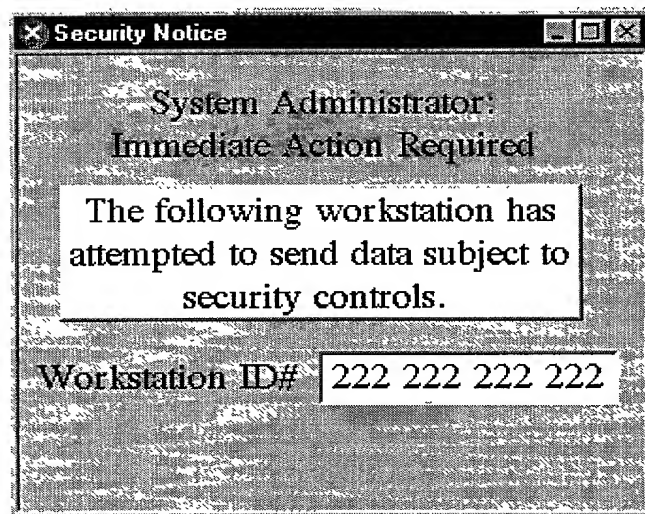 Security Notice
System Administrator:
Immediate Action Required
The following workstation has
attempted to send data subject to
security controls.
Workstation ID# 222 222 222 222